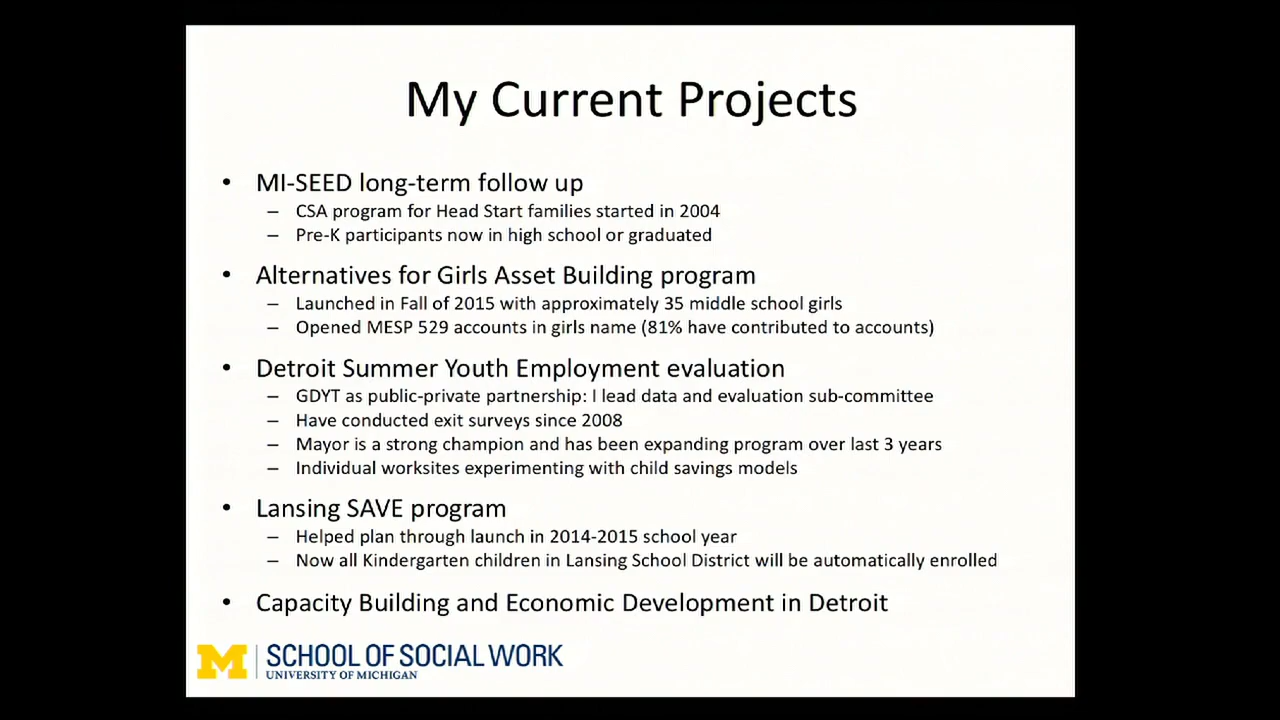 My Current Projects
• MI-SEED long-term follow up
– CSA program for Head Start families started in 2004
– Pre-K participants now in high school or graduated
• Alternatives for Girls Asset Building program
– Launched in Fall of 2015 with approximately 35 middle school girls
– Opened MESP 529 accounts in girls name (81% have contributed to accounts)
• Detroit Summer Youth Employment evaluation
– GDYT as public-private partnership: I lead data and evaluation sub-committee
– Have conducted exit surveys since 2008
– Mayor is a strong champion and has been expanding program over last 3 years
– Individual worksites experimenting with child savings models
• Lansing SAVE program
– Helped plan through launch in 2014-2015 school year
– Now all Kindergarten children in Lansing School District will be automatically enrolled
• Capacity Building and Economic Development in Detroit
M SCHOOL OF SOCIAL WORK
UNIVERSITY OF MICHIGAN